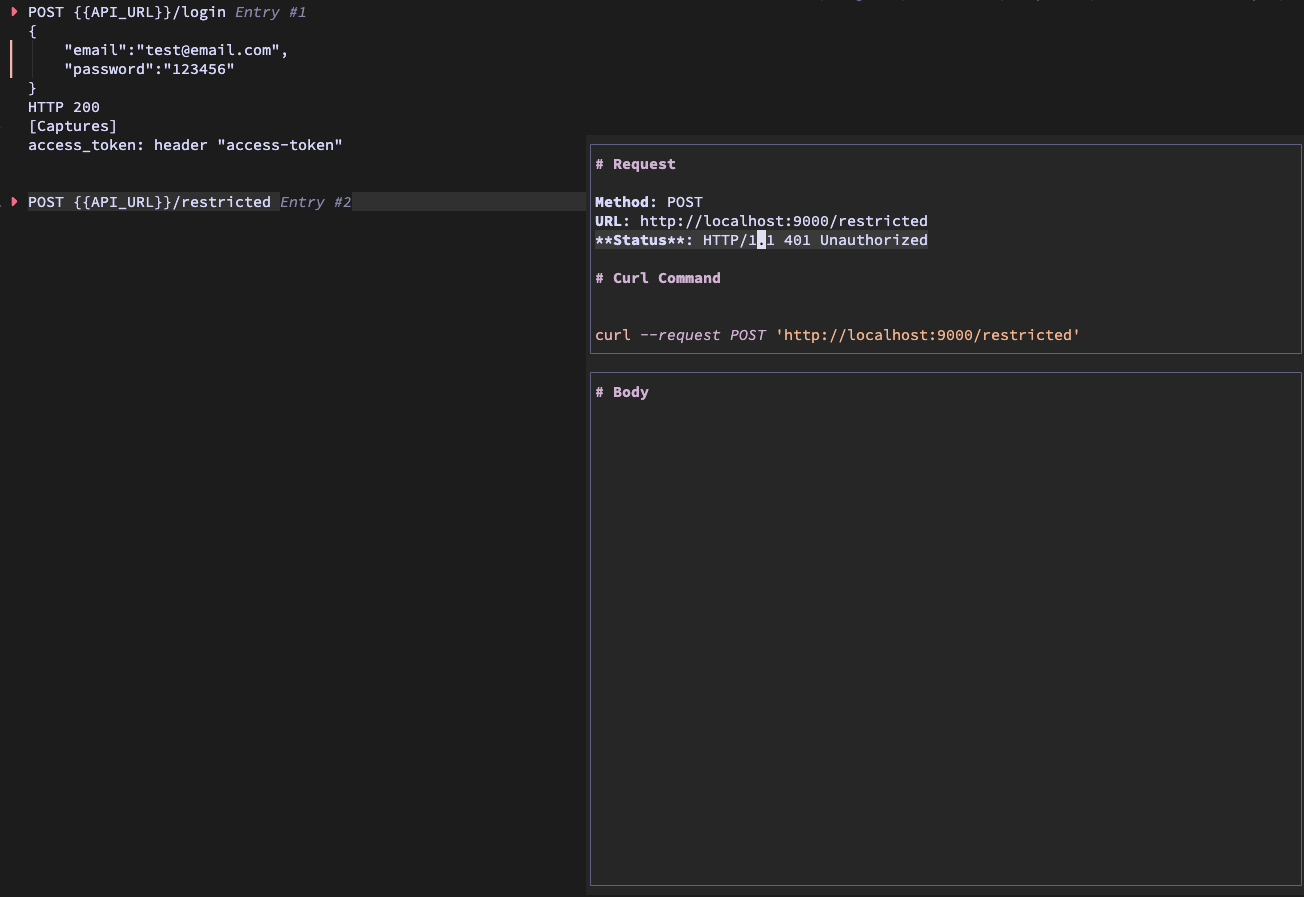 POST {{API_URL}}/login Entry #1
{
    "email":"test@email.com",
    "password":"123456"
}
HTTP 200
[Captures]
access_token: header "access-token"
POST {{API_URL}}/restricted Entry #2
# Request
Method: POST
URL: http://localhost:9000/restricted
**Status**: HTTP/1.1 401 Unauthorized
# Curl Command
curl --request POST 'http://localhost:9000/restricted'
# Body